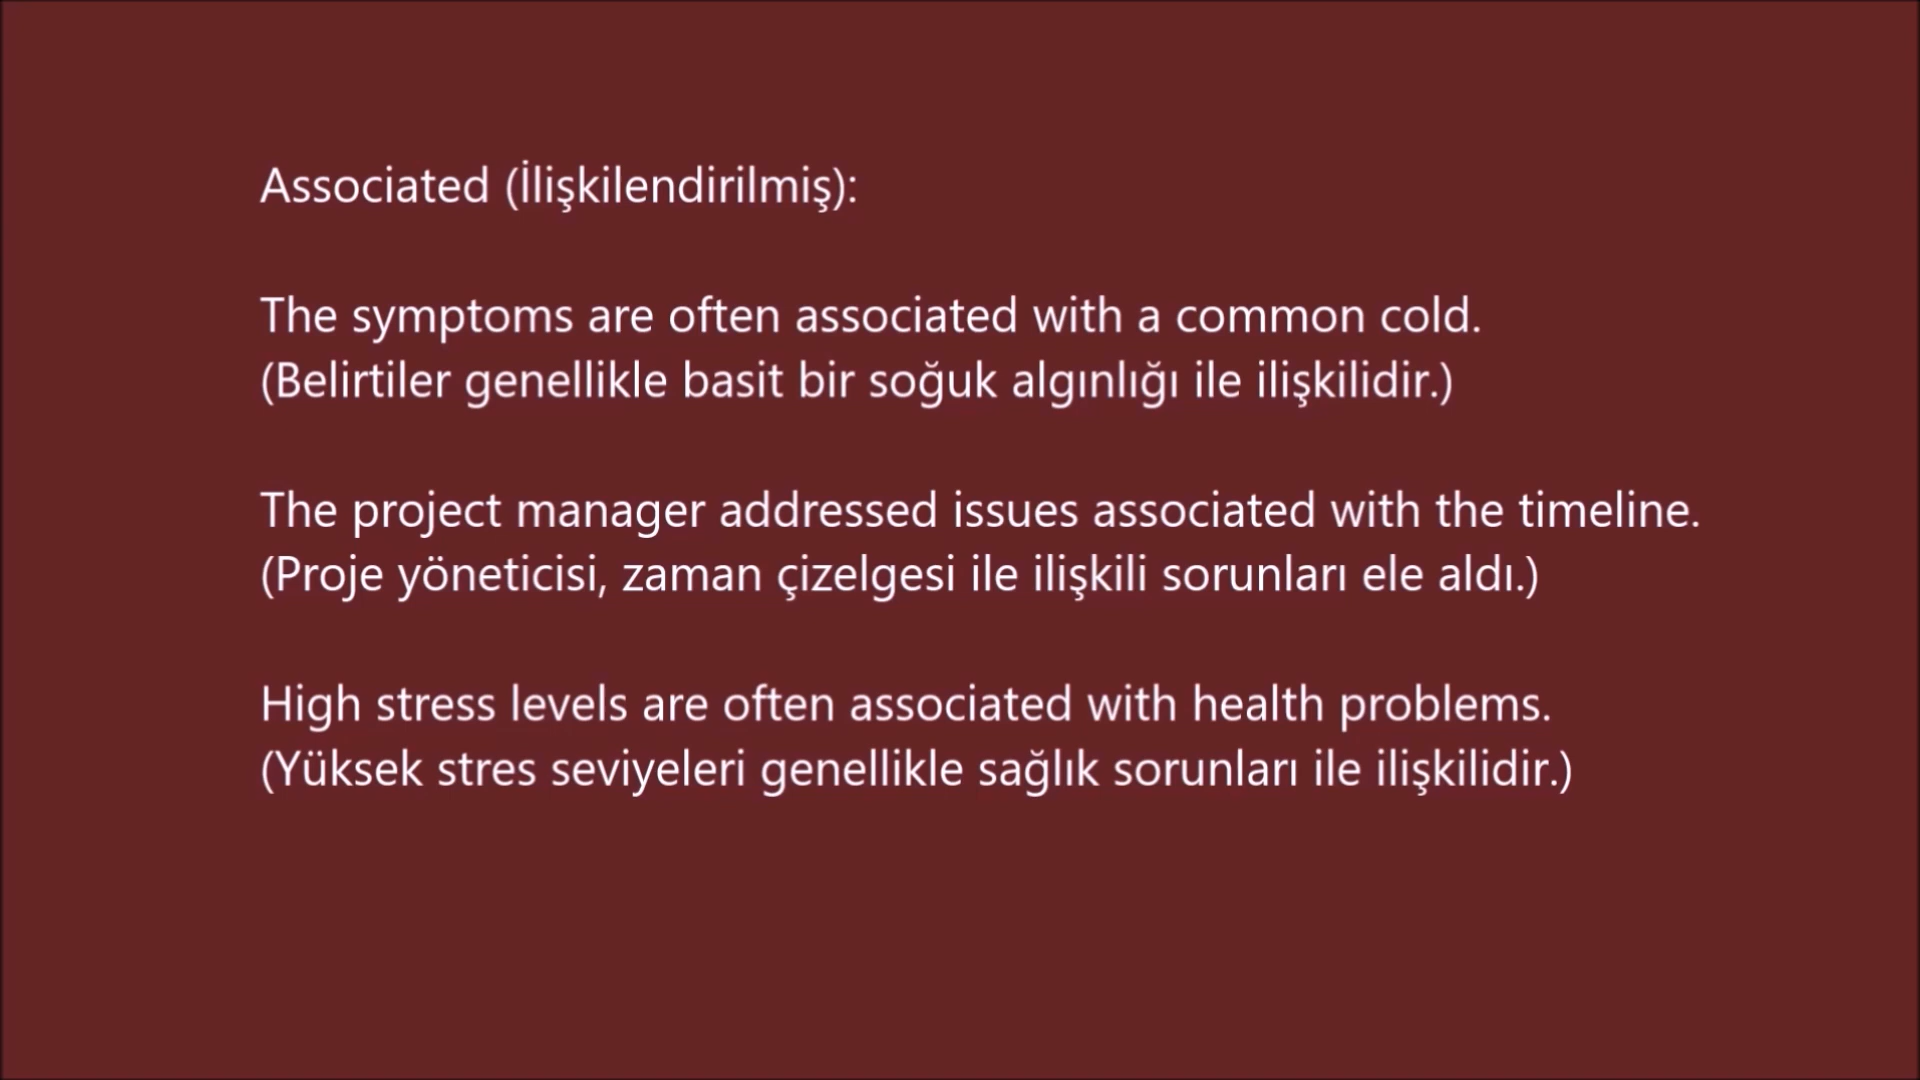 Associated (İlişkilendirilmiş):
The symptoms are often associated with a common cold.
(Belirtiler genellikle basit bir soğuk algınlığı ile ilişkilidir.)
The project manager addressed issues associated with the timeline.
(Proje yöneticisi, zaman çizelgesi ile ilişkili sorunları ele aldı.)
High stress levels are often associated with health problems.
(Yüksek stres seviyeleri genellikle sağlık sorunları ile ilişkilidir.)